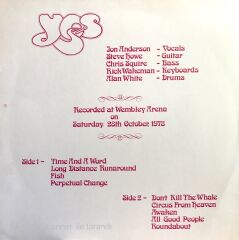 YES
Jon Anderson - Vocals
Steve Howe - Guitar
Chris Squire - Bass
Rick Wakeman - Keyboards
Alan White - Drums
Recorded at Wembley Arena
on
Saturday 28th October 1978
Side 1 - Time And A Word
Long Distance Runaround
Fish
Perpetual Change
Side 2 - Dont Kill The Whale
Circus From Heaven
Awaken
All Good People
Roundabout